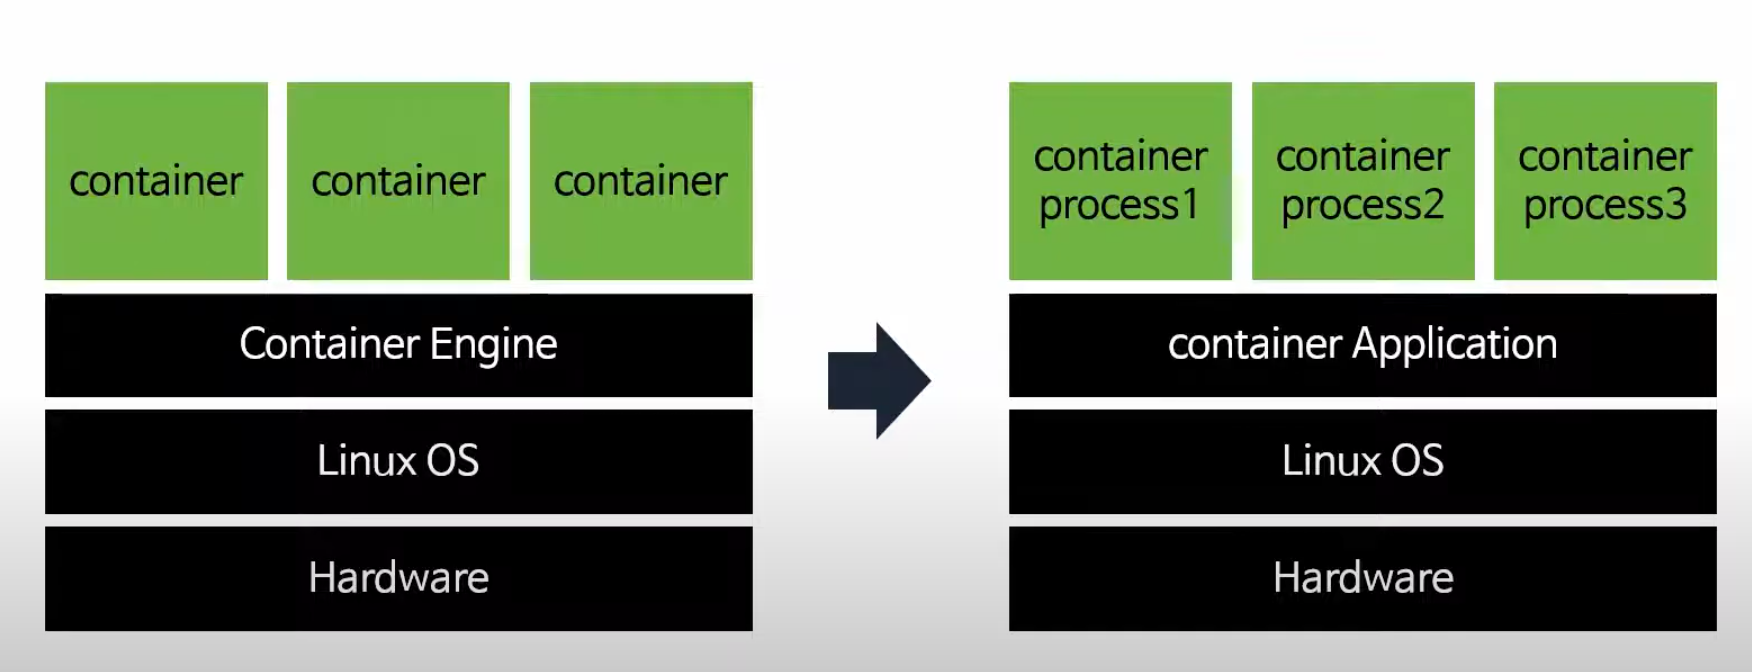 container
container
container
Container Engine
Linux OS
Hardware
container
process1
container
process2
container
process3
container Application
Linux OS
Hardware